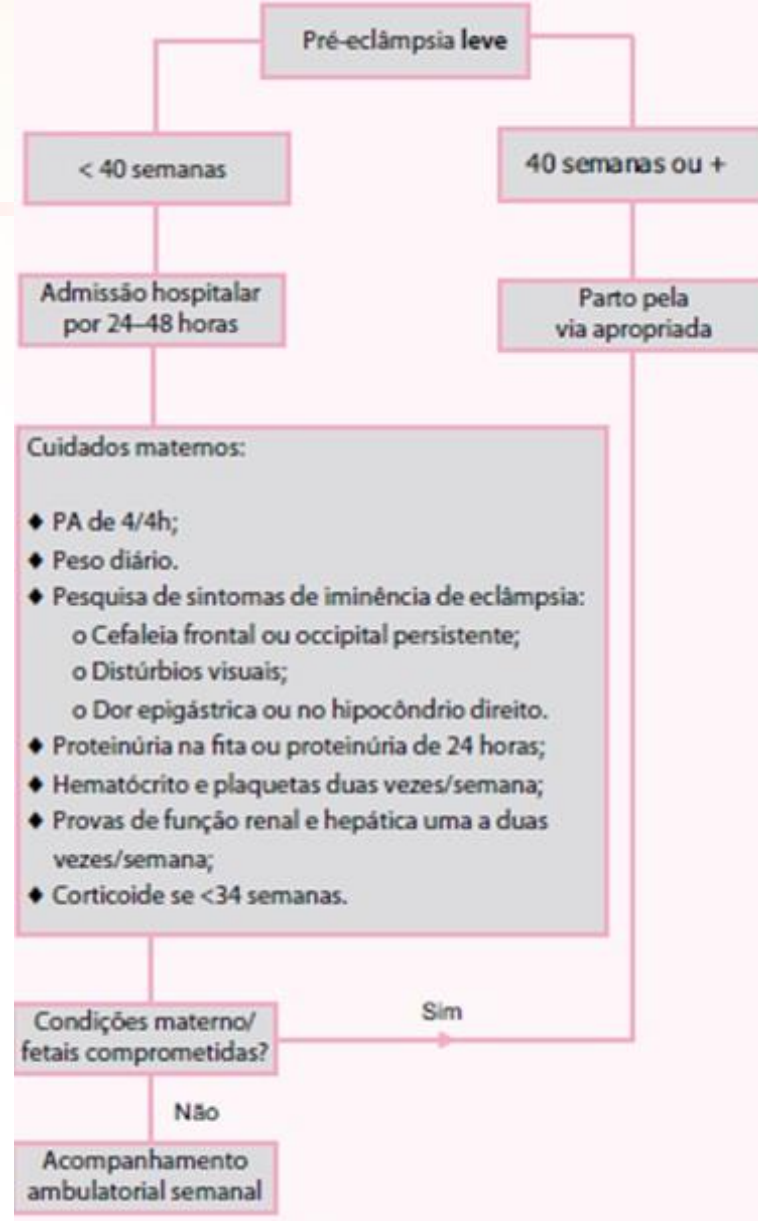 Pré-eclâmpsia leve
< 40 semanas
40 semanas ou +
Admissão hospitalar
por 24–48 horas
Parto pela
via apropriada
Cuidados maternos:
♦ PA de 4/4h;
♦ Peso diário.
♦ Pesquisa de sintomas de iminência de eclâmpsia:
o Cefaleia frontal ou occipital persistente;
o Distúrbios visuais;
o Dor epigástrica ou no hipocôndrio direito.
♦ Proteinúria na fita ou proteinúria de 24 horas;
♦ Hematócrito e plaquetas duas vezes/semana;
♦ Provas de função renal e hepática uma a duas
vezes/semana;
♦ Corticoide se <34 semanas.
Condições materno/
fetais comprometidas?
Sim
Não
Acompanhamento
ambulatorial semanal